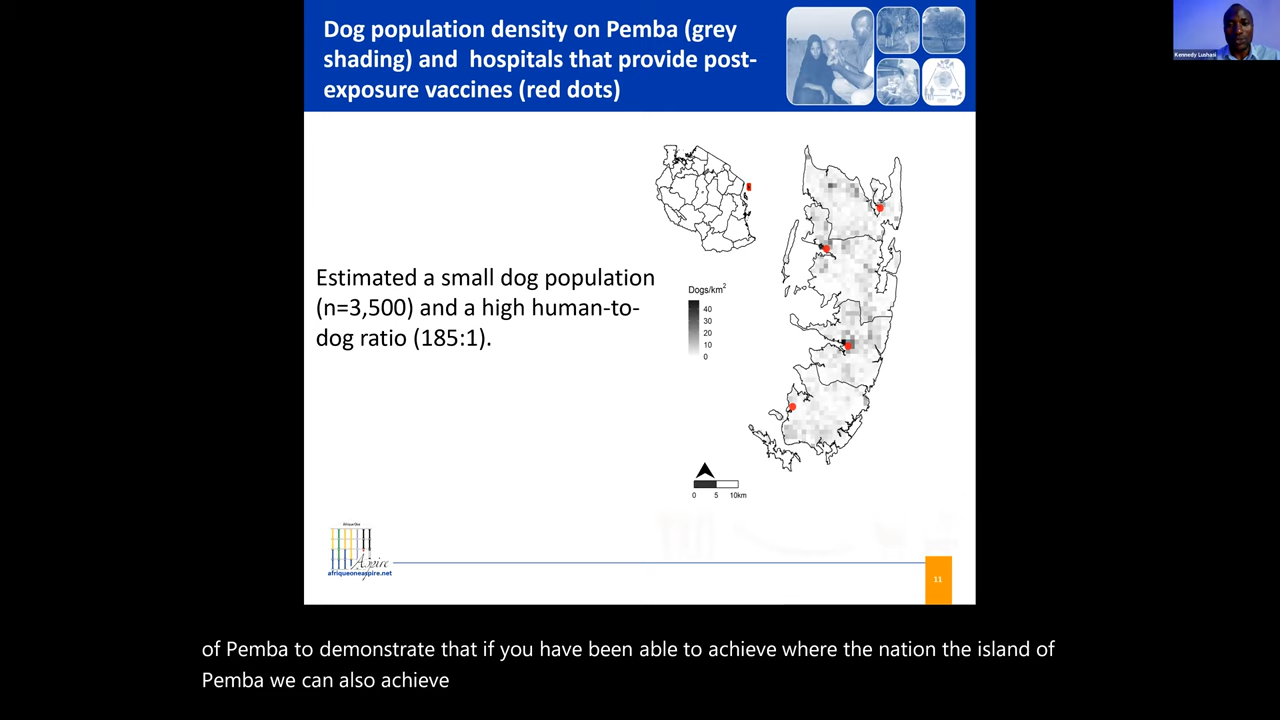 Dog population density on Pemba (grey
shading) and hospitals that provide post-
exposure vaccines (red dots)
Kennedy Lushasi
Estimated a small dog population
(n=3,500) and a high human-to-
dog ratio (185:1).
Dogs/km²
40
30
20
10
0
0 5 10km
Afrique One
Aspire
afriqueoneaspire.net
11
of Pemba to demonstrate that if you have been able to achieve where the nation the island of
Pemba we can also achieve